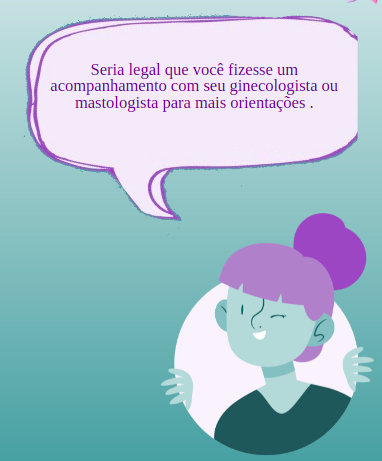 Seria legal que você fizesse um
acompanhamento com seu ginecologista ou
mastologista para mais orientações .